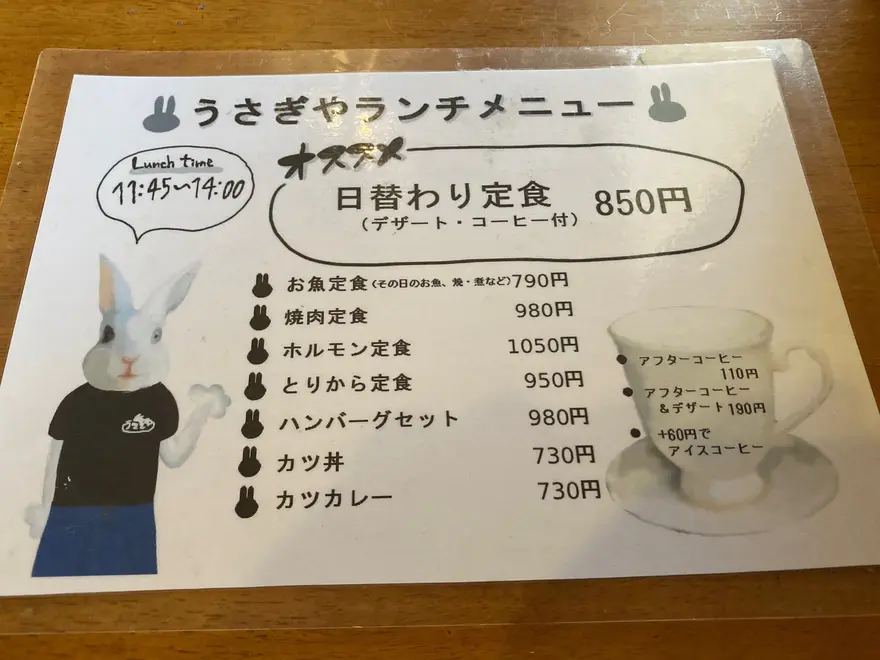 うさぎやランチメニュー
Lunch time
11:45〜14:00
オススメ
日替わり定食 850円
(デザート・コーヒー付)
お魚定食(その日のお魚、焼・煮など)790円
焼肉定食 980円
ホルモン定食 1050円
とりから定食 950円
ハンバーグセット 980円
カツ丼 730円
カツカレー 730円
アフターコーヒー
110円
アフターコーヒー
&デザート190円
+60円で
アイスコーヒー